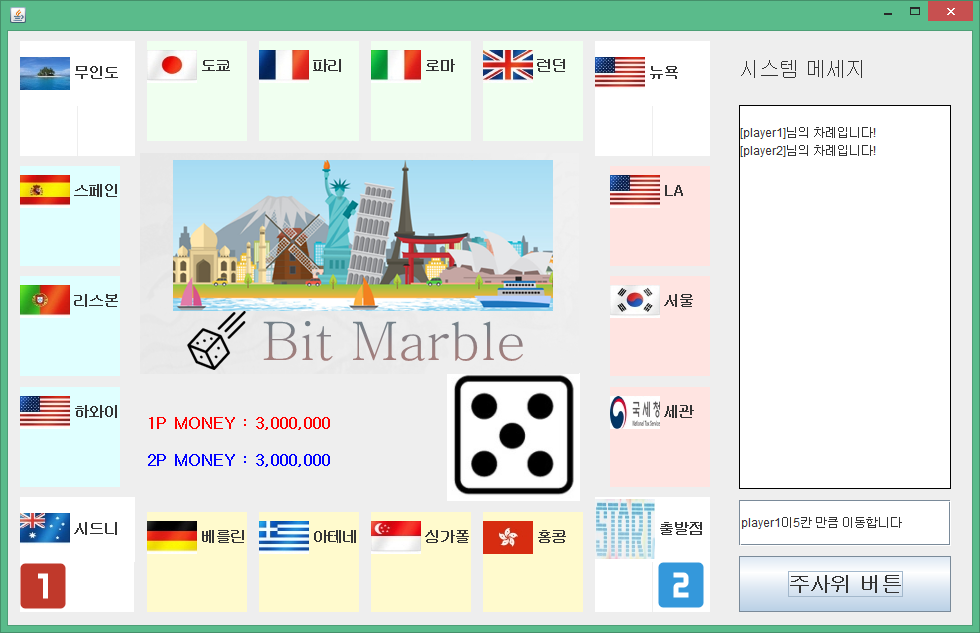 무인도
도쿄
파리
로마
런던
뉴욕
시스템 메세지
[player1]님의 차례입니다!
[player2]님의 차례입니다!
스페인
LA
리스본
서울
Bit Marble
하와이
국세청
National Tax Service
세관
1P MONEY : 3,000,000
2P MONEY : 3,000,000
시드니
베를린
아테네
싱가폴
홍콩
START
출발점
player1이5칸 만큼 이동합니다
1
2
주사위 버튼